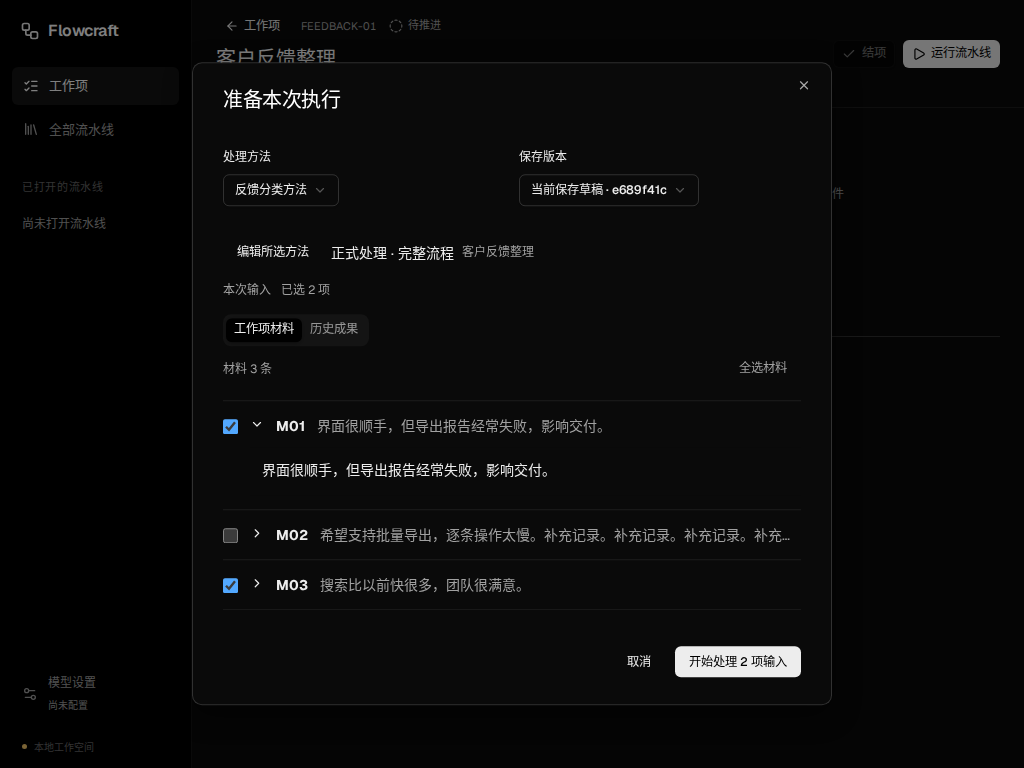 Flowcraft
工作项
全部流水线
已打开的流水线
尚未打开流水线
模型设置
尚未配置
本地工作空间
工作项 FEEDBACK-01 待推进
客户反馈整理
结项 运行流水线
件
准备本次执行
处理方法 保存版本
反馈分类方法 当前保存草稿 · e689f41c
编辑所选方法 正式处理 · 完整流程 客户反馈整理
本次输入 已选 2 项
工作项材料 历史成果
材料 3 条 全选材料
M01 界面很顺手，但导出报告经常失败，影响交付。
界面很顺手，但导出报告经常失败，影响交付。
M02 希望支持批量导出，逐条操作太慢。补充记录。补充记录。补充记录。补充...
M03 搜索比以前快很多，团队很满意。
取消 开始处理 2 项输入